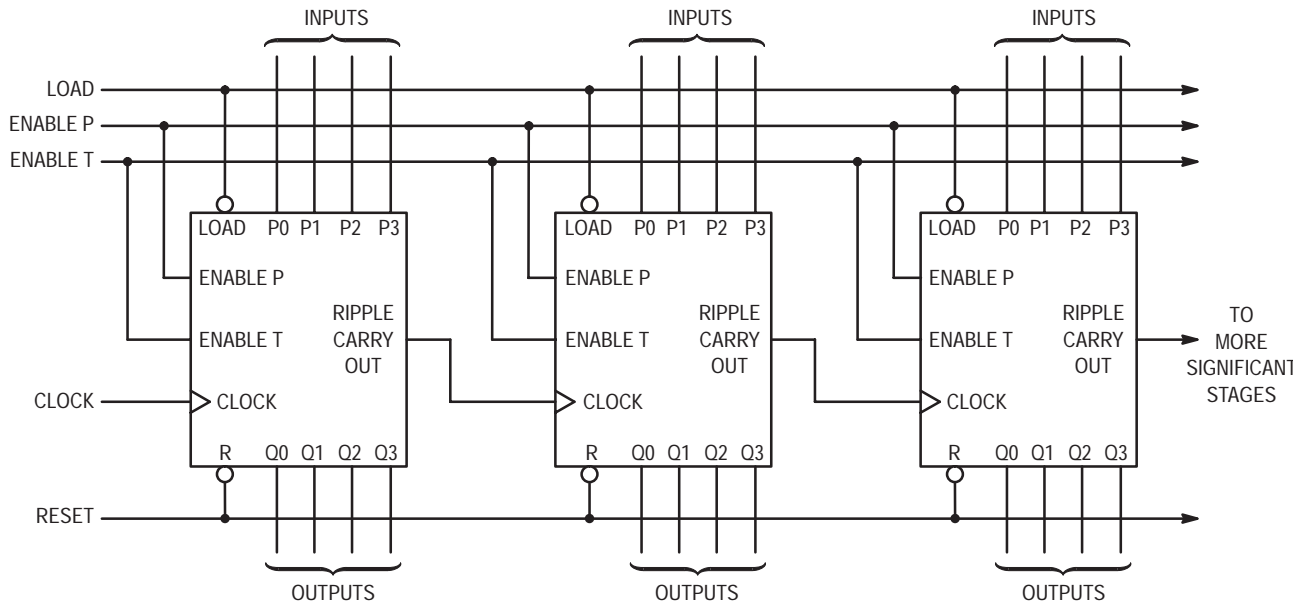 INPUTS INPUTS INPUTS
LOAD
ENABLE P
ENABLE T
LOAD P0 P1 P2 P3 LOAD P0 P1 P2 P3 LOAD P0 P1 P2 P3
ENABLE P ENABLE P ENABLE P
RIPPLE RIPPLE RIPPLE TO
ENABLE T CARRY ENABLE T CARRY ENABLE T CARRY MORE
OUT OUT OUT SIGNIFICANT
CLOCK CLOCK CLOCK CLOCK STAGES
R Q0 Q1 Q2 Q3 R Q0 Q1 Q2 Q3 R Q0 Q1 Q2 Q3
RESET
OUTPUTS OUTPUTS OUTPUTS